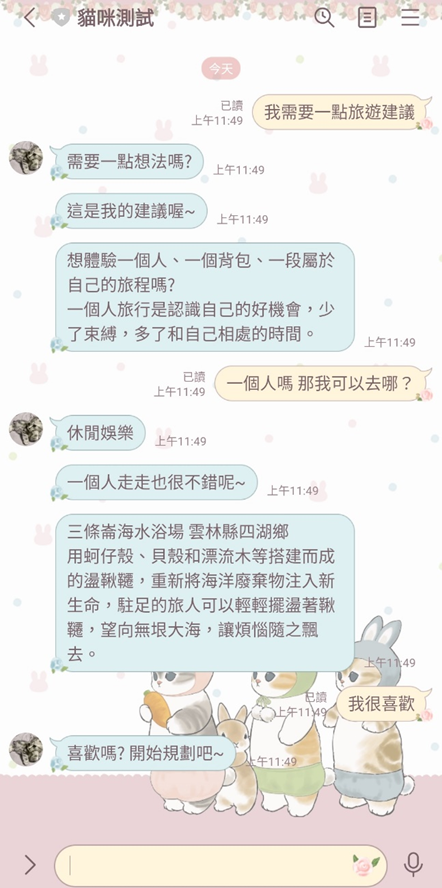 貓咪測試
今天
已讀
上午11:49
我需要一點旅遊建議
需要一點想法嗎?
上午11:49
這是我的建議喔~
上午11:49
想體驗一個人、一個背包、一段屬於
自己的旅程嗎?
一個人旅行是認識自己的好機會，少
了束縛，多了和自己相處的時間。
上午11:49
已讀
上午11:49
一個人嗎 那我可以去哪？
休閒娛樂
上午11:49
一個人走走也很不錯呢~
上午11:49
三條崙海水浴場 雲林縣四湖鄉
用蚵仔殼、貝殼和漂流木等搭建而成
的盪鞦韆，重新將海洋廢棄物注入新
生命，駐足的旅人可以輕輕擺盪著鞦
韆，望向無垠大海，讓煩惱隨之飄
去。
上午11:49
已讀
上午11:49
我很喜歡
喜歡嗎? 開始規劃吧~
上午11:49